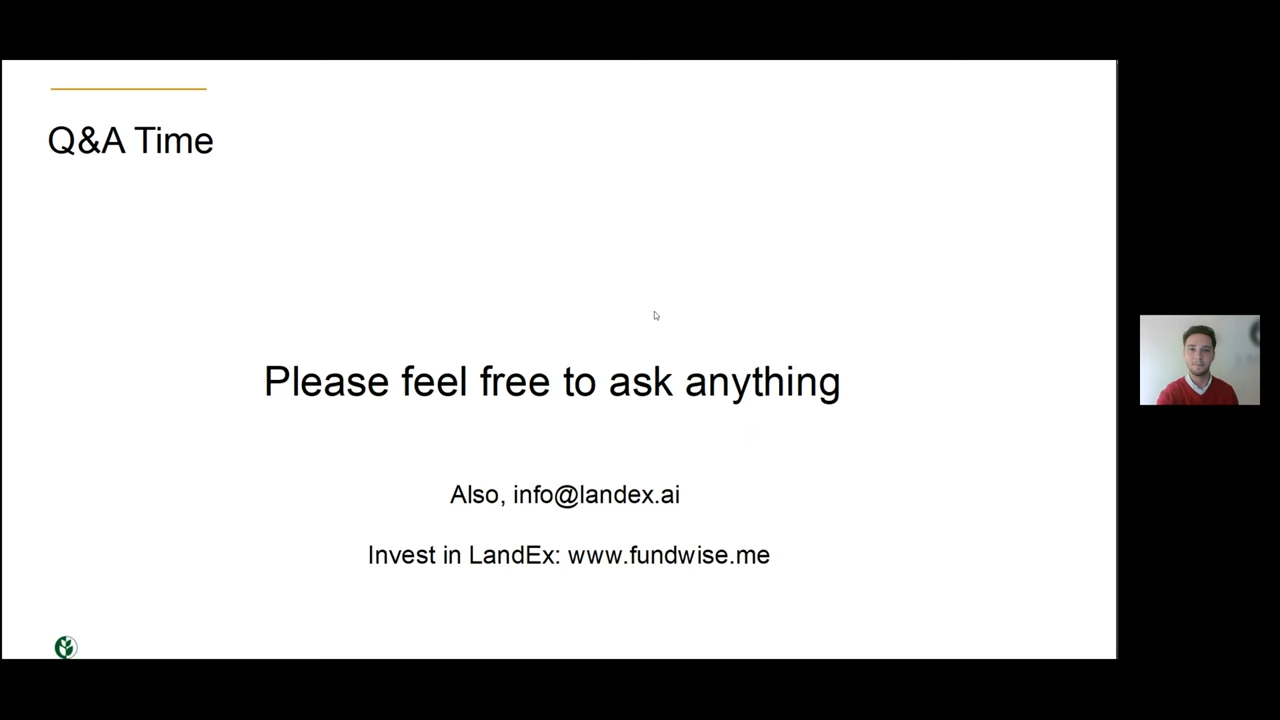 Q&A Time
Please feel free to ask anything
Also, info@landex.ai
Invest in LandEx: www.fundwise.me